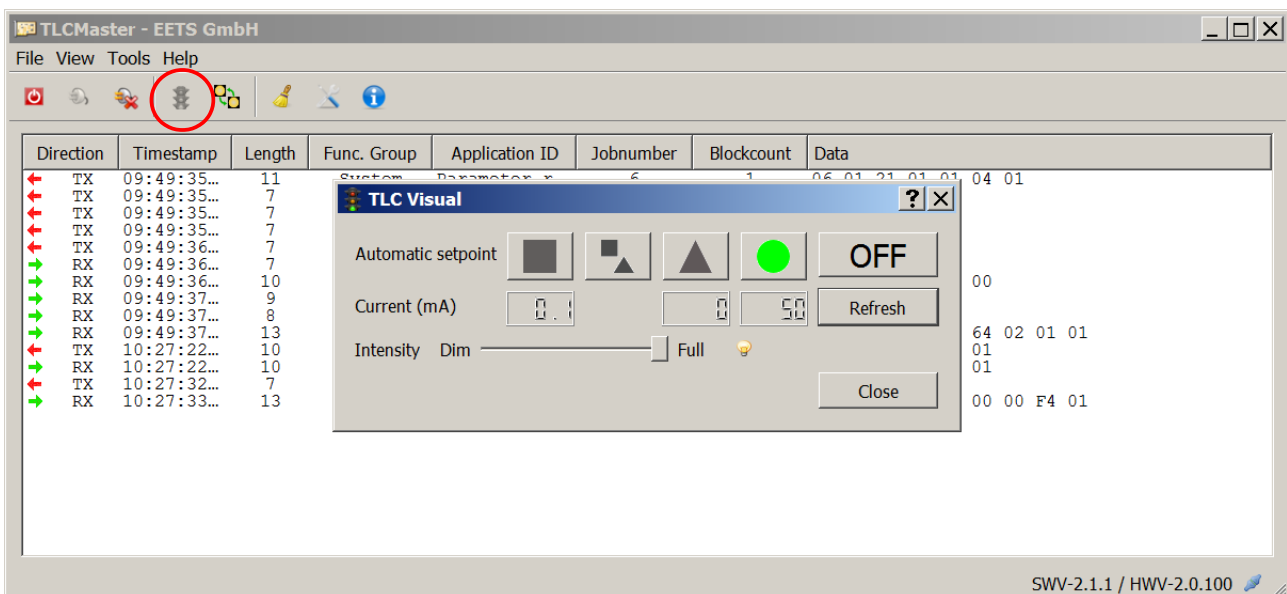 TLCMaster - EETS GmbH
File View Tools Help
Direction Timestamp Length Func. Group Application ID Jobnumber Blockcount Data
TX 09:49:35… 11 System Parameter r 6 1 06 01 21 01 01 04 01
TX 09:49:35… 7
TX 09:49:35… 7
TX 09:49:35… 7
TX 09:49:36… 7
RX 09:49:36… 7
RX 09:49:36… 10 00
RX 09:49:37… 9
RX 09:49:37… 8
RX 09:49:37… 13 64 02 01 01
TX 10:27:22… 10 01
RX 10:27:22… 10 01
TX 10:27:32… 7
RX 10:27:33… 13 00 00 F4 01
TLC Visual
Automatic setpoint OFF
Current (mA) 0.1 0 50 Refresh
Intensity Dim Full
Close
SWV-2.1.1 / HWV-2.0.100